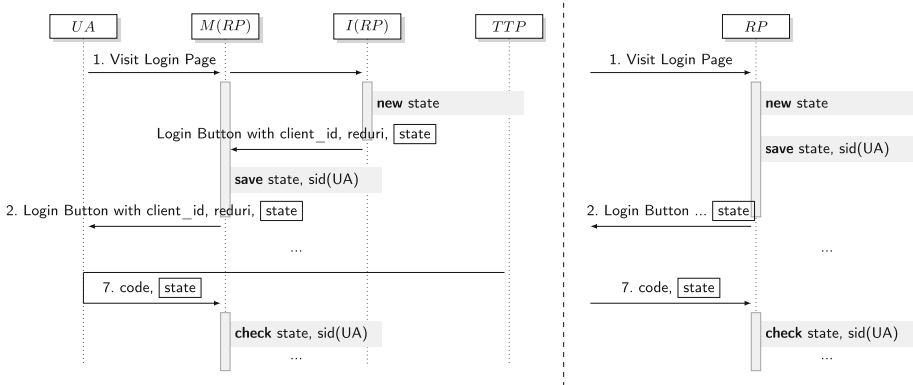 UA M(RP) I(RP) TTP RP
1. Visit Login Page 1. Visit Login Page
new state new state
Login Button with client_id, reduri, state
save state, sid(UA)
save state, sid(UA)
2. Login Button with client_id, reduri, state 2. Login Button ... state
... ...
7. code, state 7. code, state
check state, sid(UA) check state, sid(UA)
... ...